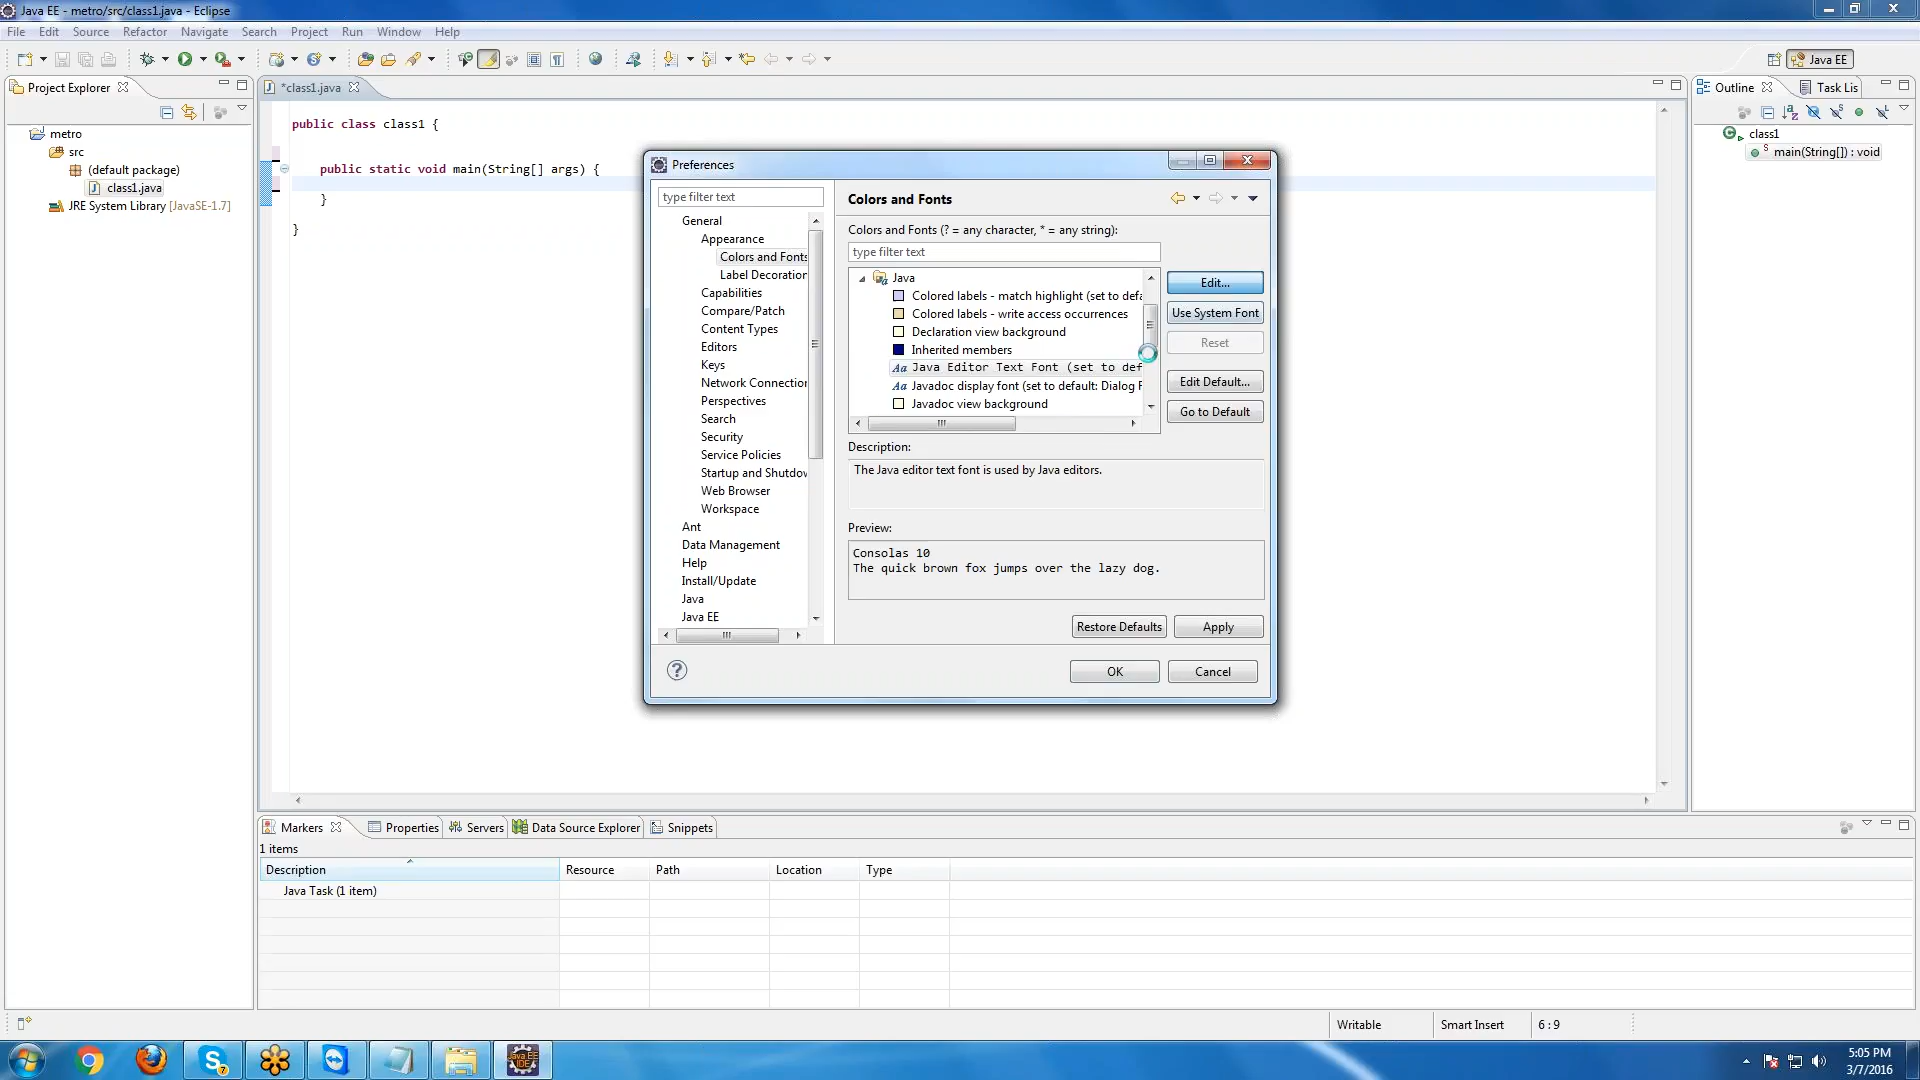 Java EE - metro/src/class1.java - Eclipse
File Edit Source Refactor Navigate Search Project Run Window Help
Java EE
Project Explorer
*class1.java
Outline
Task Lis
metro
src
(default package)
class1.java
JRE System Library [JavaSE-1.7]
public class class1 {
public static void main(String[] args) {
}
}
class1
main(String[]) : void
Preferences
type filter text
General
Appearance
Colors and Fonts
Label Decoration
Capabilities
Compare/Patch
Content Types
Editors
Keys
Network Connection
Perspectives
Search
Security
Service Policies
Startup and Shutdov
Web Browser
Workspace
Ant
Data Management
Help
Install/Update
Java
Java EE
Colors and Fonts
Colors and Fonts (? = any character, * = any string):
type filter text
Java
Colored labels - match highlight (set to defa
Colored labels - write access occurrences
Declaration view background
Inherited members
Java Editor Text Font (set to def
Javadoc display font (set to default: Dialog F
Javadoc view background
Edit...
Use System Font
Reset
Edit Default...
Go to Default
Description:
The Java editor text font is used by Java editors.
Preview:
Consolas 10
The quick brown fox jumps over the lazy dog.
Restore Defaults
Apply
OK
Cancel
Markers
Properties
Servers
Data Source Explorer
Snippets
1 items
Description Resource Path Location Type
Java Task (1 item)
Writable
Smart Insert
6 : 9
Java EE
IDE
5:05 PM
3/7/2016